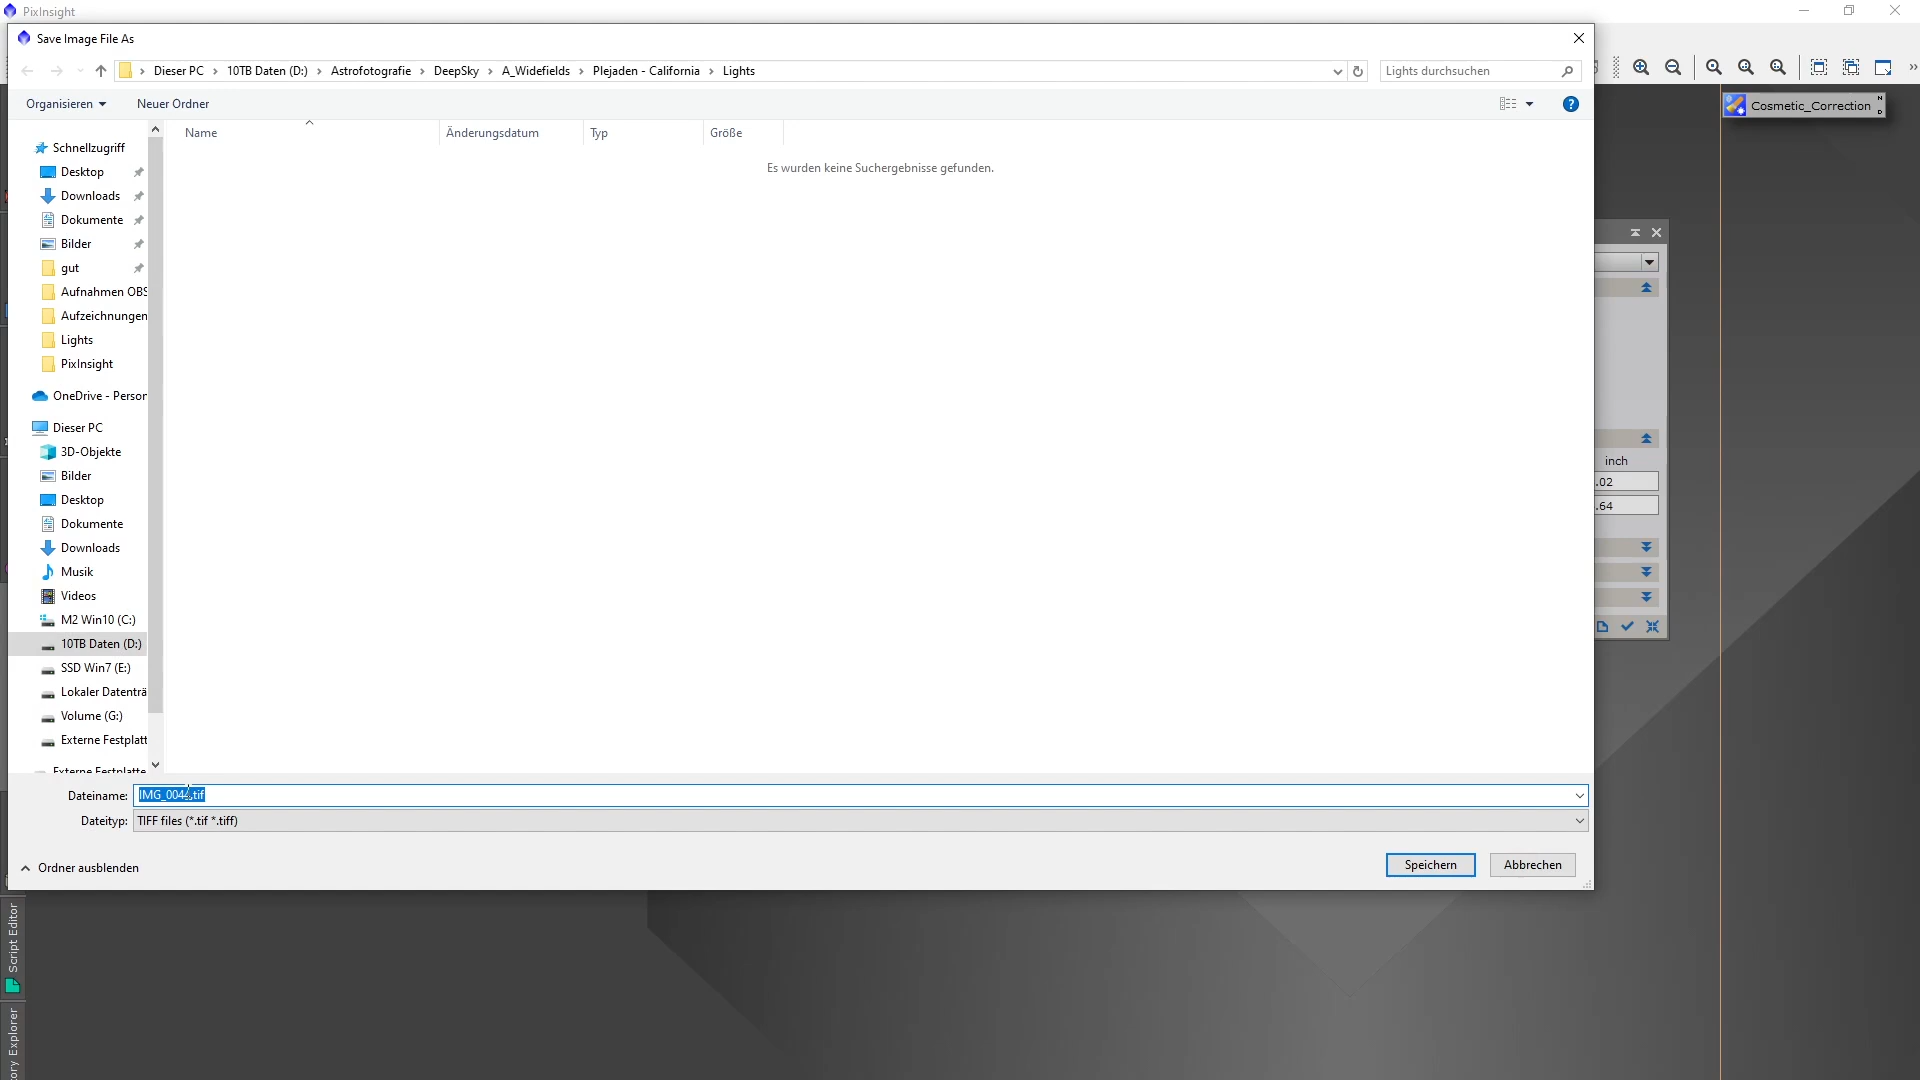 PixInsight
Save Image File As
Dieser PC
10TB Daten (D:)
Astrofotografie
DeepSky
A_Widefields
Plejaden - California
Lights
Lights durchsuchen
Organisieren
Neuer Ordner
Cosmetic_Correction
N
D
Name
Änderungsdatum
Typ
Größe
Es wurden keine Suchergebnisse gefunden.
Schnellzugriff
Desktop
Downloads
Dokumente
Bilder
gut
Aufnahmen OBS
Aufzeichnungen
Lights
PixInsight
OneDrive - Person
Dieser PC
3D-Objekte
Bilder
Desktop
Dokumente
Downloads
Musik
Videos
M2 Win10 (C:)
10TB Daten (D:)
SSD Win7 (E:)
Lokaler Datenträ
Volume (G:)
Externe Festplatt
Externe Festplatte
inch
.02
.64
Dateiname:
Dateityp: TIFF files (*.tif *.tiff)
Ordner ausblenden
Speichern
Abbrechen
Script Editor
ory Explorer